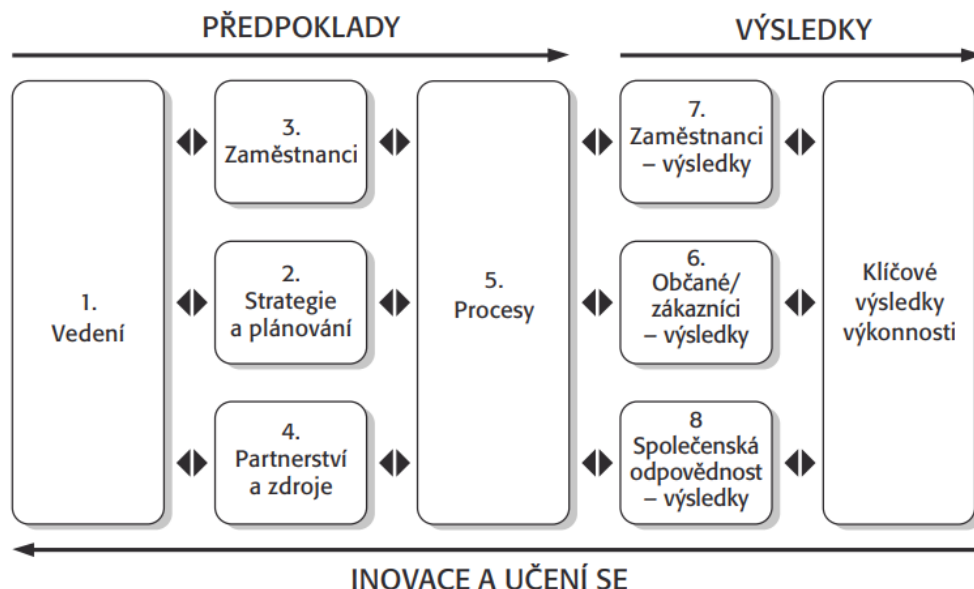 PŘEDPOKLADY
VÝSLEDKY
1.
Vedení
3.
Zaměstnanci
2.
Strategie
a plánování
4.
Partnerství
a zdroje
5.
Procesy
7.
Zaměstnanci
– výsledky
6.
Občané/
zákazníci
– výsledky
8
Společenská
odpovědnost
– výsledky
Klíčové
výsledky
výkonnosti
INOVACE A UČENÍ SE